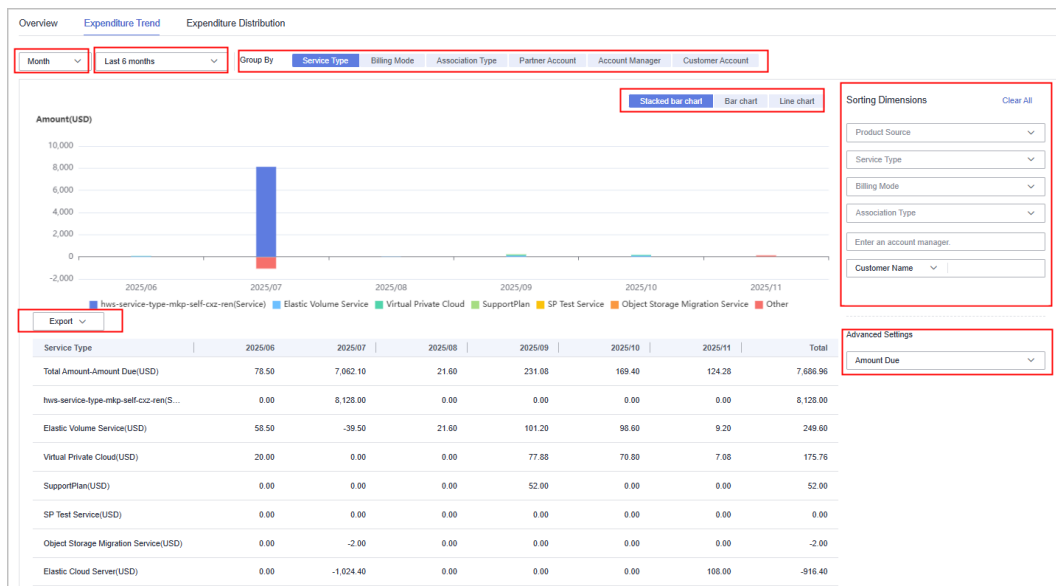 Overview Expenditure Trend Expenditure Distribution
Month Last 6 months Group By Service Type Billing Mode Association Type Partner Account Account Manager Customer Account
Stacked bar chart Bar chart Line chart
Sorting Dimensions Clear All
Product Source
Service Type
Billing Mode
Association Type
Enter an account manager.
Customer Name
Advanced Settings
Amount Due
Amount(USD)
10,000
8,000
6,000
4,000
2,000
0
-2,000
2025/06 2025/07 2025/08 2025/09 2025/10 2025/11
hws-service-type-mkp-self-cxz-ren(Service) Elastic Volume Service Virtual Private Cloud SupportPlan SP Test Service Object Storage Migration Service Other
Export
Service Type 2025/06 2025/07 2025/08 2025/09 2025/10 2025/11 Total
Total Amount-Amount Due(USD) 78.50 7,062.10 21.60 231.08 169.40 124.28 7,686.96
hws-service-type-mkp-self-cxz-ren(S... 0.00 8,128.00 0.00 0.00 0.00 0.00 8,128.00
Elastic Volume Service(USD) 58.50 -39.50 21.60 101.20 98.60 9.20 249.60
Virtual Private Cloud(USD) 20.00 0.00 0.00 77.88 70.80 7.08 175.76
SupportPlan(USD) 0.00 0.00 0.00 52.00 0.00 0.00 52.00
SP Test Service(USD) 0.00 0.00 0.00 0.00 0.00 0.00 0.00
Object Storage Migration Service(USD) 0.00 -2.00 0.00 0.00 0.00 0.00 -2.00
Elastic Cloud Server(USD) 0.00 -1,024.40 0.00 0.00 0.00 108.00 -916.40